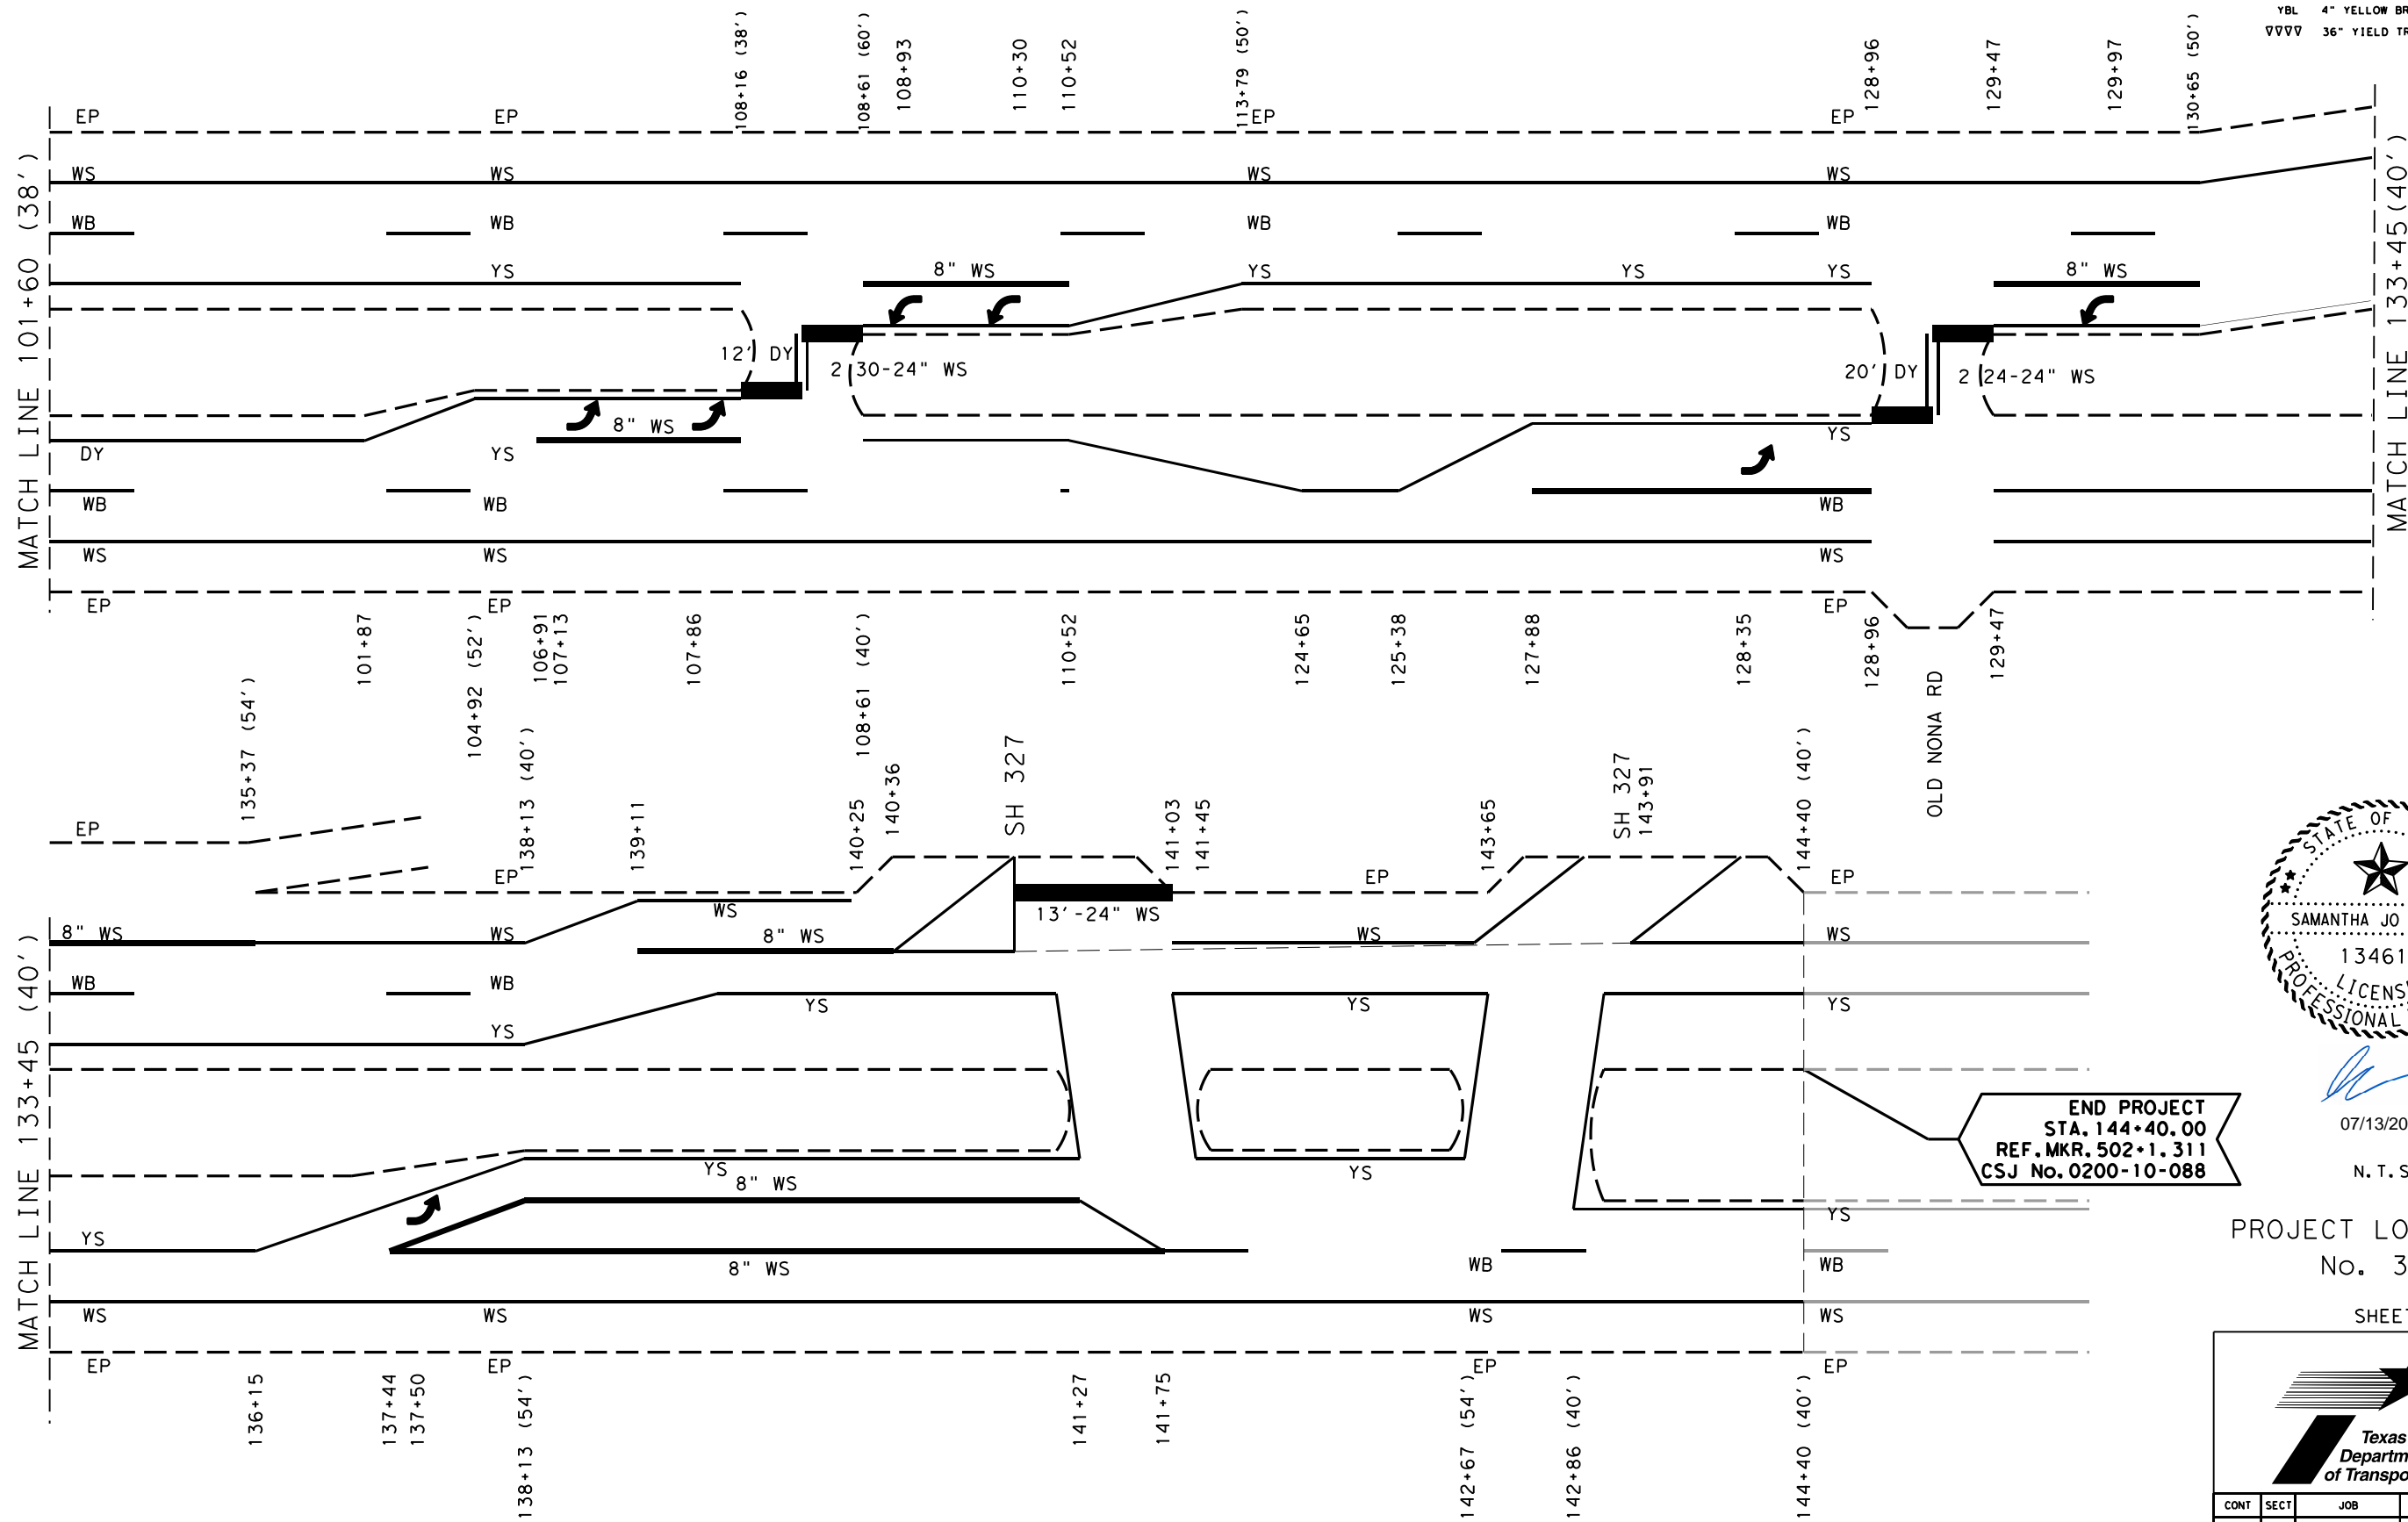 YBL 4" YELLOW BR
∇∇∇∇ 36" YIELD TR
108+16 (38')
108+61 (60')
108+93
110+30
110+52
113+79 (50')
128+96
129+47
129+97
130+65 (50')
EP EP EP EP
MATCH LINE 101+60 (38')
MATCH LINE 133+45(40')
WS WS WS WS
WB WB WB WB
YS 8" WS YS YS YS 8" WS
12' DY 2 30-24" WS 20' DY 2 24-24" WS
8" WS
DY YS YS
WB WB WB
WS WS WS
EP EP EP
101+87
104+92 (52')
106+91
107+13
107+86
108+61 (40')
110+52
124+65
125+38
127+88
128+35
128+96
OLD NONA RD
129+47
135+37 (54')
138+13 (40')
139+11
140+25
140+36
SH 327
141+03
141+45
143+65
SH 327
143+91
144+40 (40')
EP
EP EP EP
MATCH LINE 133+45 (40')
WS 13'-24" WS
8" WS WS 8" WS WS WS
WB WB
YS YS YS YS
END PROJECT
STA. 144+40.00
REF. MKR. 502+1.311
CSJ No. 0200-10-088
YS YS
8" WS
YS YS
8" WS WB WB
WS WS WS WS
EP EP EP EP
136+15
137+44
137+50
138+13 (54')
141+27
141+75
142+67 (54')
142+86 (40')
144+40 (40')
STATE OF
SAMANTHA JO
13461
LICENS
PROFESSIONAL
07/13/20
N.T.S
PROJECT LO
No. 3
SHEET
Texas
Departm
of Transpo
CONT SECT JOB